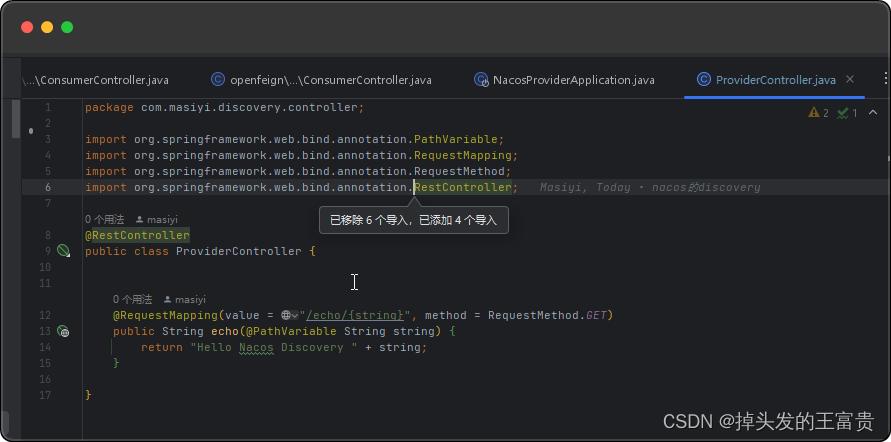 \...\ConsumerController.java openfeign\...\ConsumerController.java NacosProviderApplication.java ProviderController.java
1 package com.masiyi.discovery.controller; 2 1
2
3 import org.springframework.web.bind.annotation.PathVariable;
4 import org.springframework.web.bind.annotation.RequestMapping;
5 import org.springframework.web.bind.annotation.RequestMethod;
6 import org.springframework.web.bind.annotation.RestController; Masiyi, Today • nacos的discovery
7
0 个用法 masiyi
已移除 6 个导入，已添加 4 个导入
8 @RestController
9 public class ProviderController {
10
11
0 个用法 masiyi
12 @RequestMapping(value = "/echo/{string}", method = RequestMethod.GET)
13 public String echo(@PathVariable String string) {
14 return "Hello Nacos Discovery " + string;
15 }
16
17 }
CSDN @掉头发的王富贵